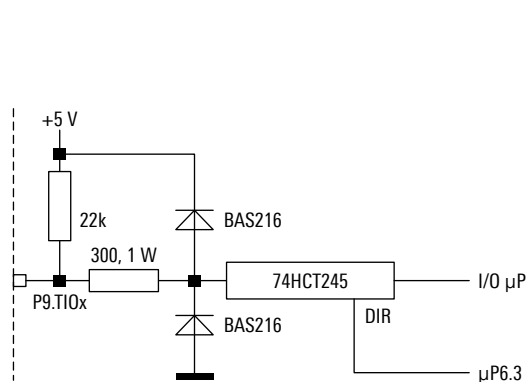 +5 V
22k
BAS216
300, 1 W
74HCT245
I/O µP
P9.TIOx
DIR
BAS216
µP6.3